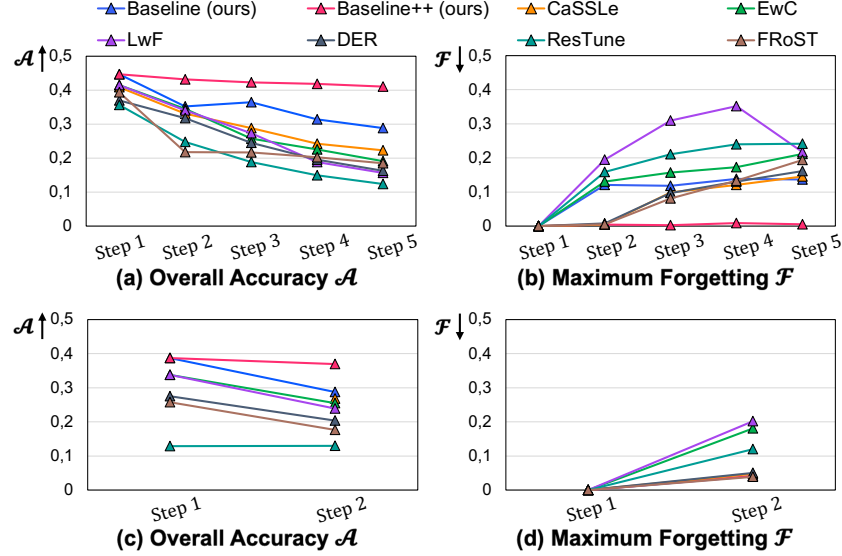 Baseline (ours) Baseline++ (ours) CaSSLe EwC
LwF DER ResTune FRoST
𝒜↑ 0,5
0,4
0,3
0,2
0,1
0
Step 1 Step 2 Step 3 Step 4 Step 5
(a) Overall Accuracy 𝒜
ℱ↓ 0,5
0,4
0,3
0,2
0,1
0
Step 1 Step 2 Step 3 Step 4 Step 5
(b) Maximum Forgetting ℱ
𝒜↑ 0,5
0,4
0,3
0,2
0,1
0
Step 1 Step 2
(c) Overall Accuracy 𝒜
ℱ↓ 0,5
0,4
0,3
0,2
0,1
0
Step 1 Step 2
(d) Maximum Forgetting ℱ